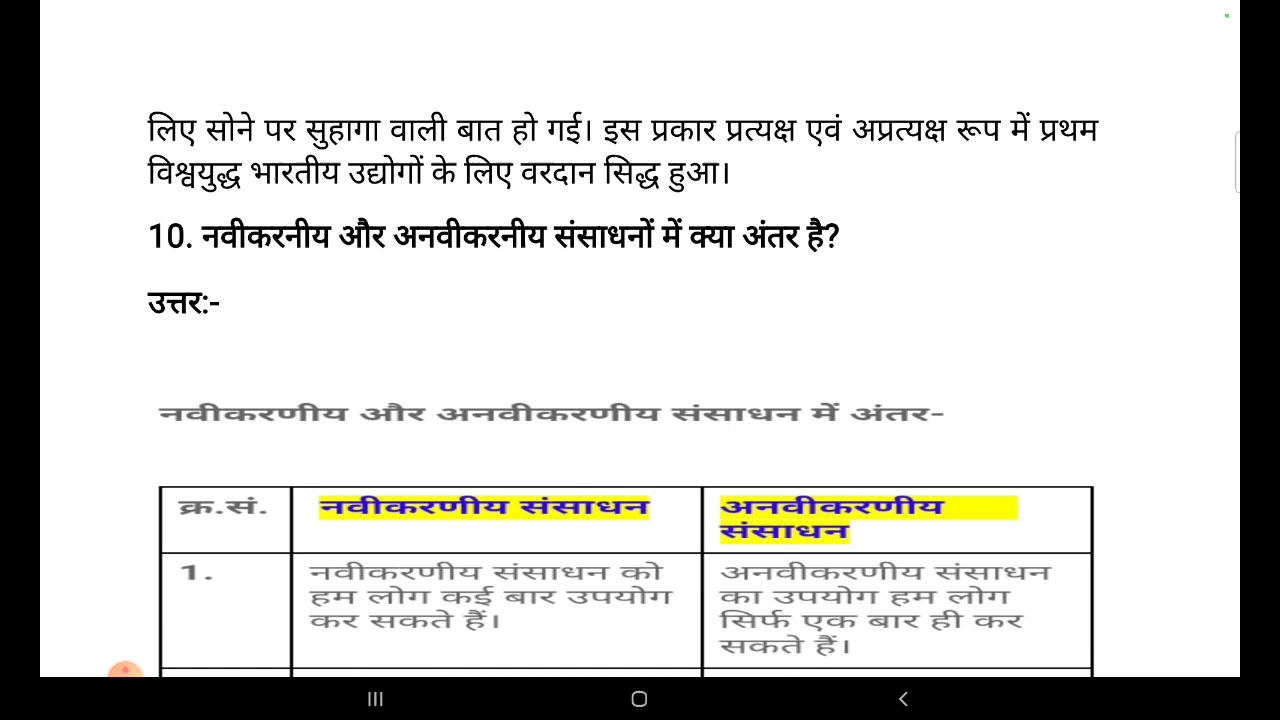 लिए सोने पर सुहागा वाली बात हो गई। इस प्रकार प्रत्यक्ष एवं अप्रत्यक्ष रूप में प्रथम
विश्वयुद्ध भारतीय उद्योगों के लिए वरदान सिद्ध हुआ।
10. नवीकरनीय और अनवीकरनीय संसाधनों में क्या अंतर है?
उत्तर:-
नवीकरणीय और अनवीकरणीय संसाधन में अंतर-
क्र.सं.
नवीकरणीय संसाधन
अनवीकरणीय
संसाधन
1.
नवीकरणीय संसाधन को
हम लोग कई बार उपयोग
कर सकते हैं।
अनवीकरणीय संसाधन
का उपयोग हम लोग
सिर्फ एक बार ही कर
सकते हैं।